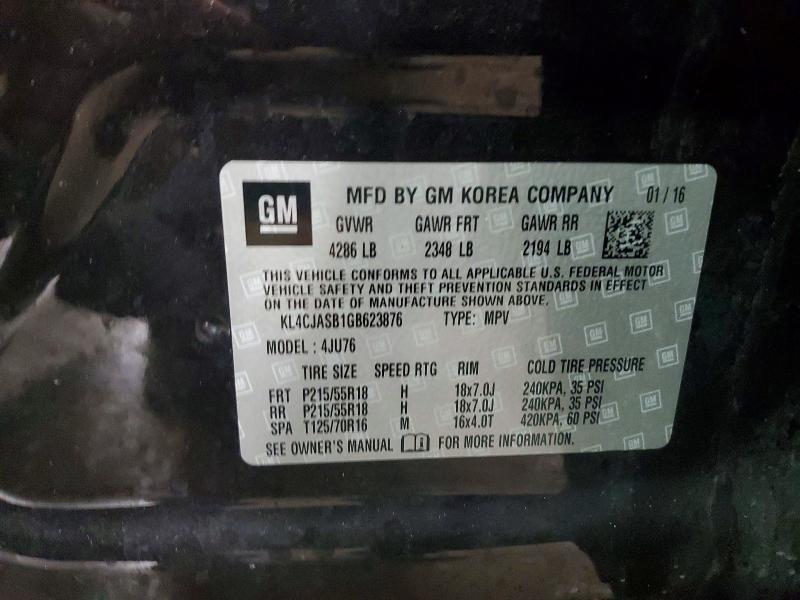 GM
MFD BY GM KOREA COMPANY 01 / 16
GVWR GAWR FRT GAWR RR
4286 LB 2348 LB 2194 LB
THIS VEHICLE CONFORMS TO ALL APPLICABLE U.S. FEDERAL MOTOR
VEHICLE SAFETY AND THEFT PREVENTION STANDARDS IN EFFECT
ON THE DATE OF MANUFACTURE SHOWN ABOVE.
KL4CJASB1GB623876 TYPE: MPV
MODEL : 4JU76
TIRE SIZE SPEED RTG RIM COLD TIRE PRESSURE
FRT P215/55R18 H 18x7.0J 240KPA, 35 PSI
RR P215/55R18 H 18x7.0J 240KPA, 35 PSI
SPA T125/70R16 M 16x4.0T 420KPA, 60 PSI
SEE OWNER'S MANUAL FOR MORE INFORMATION.